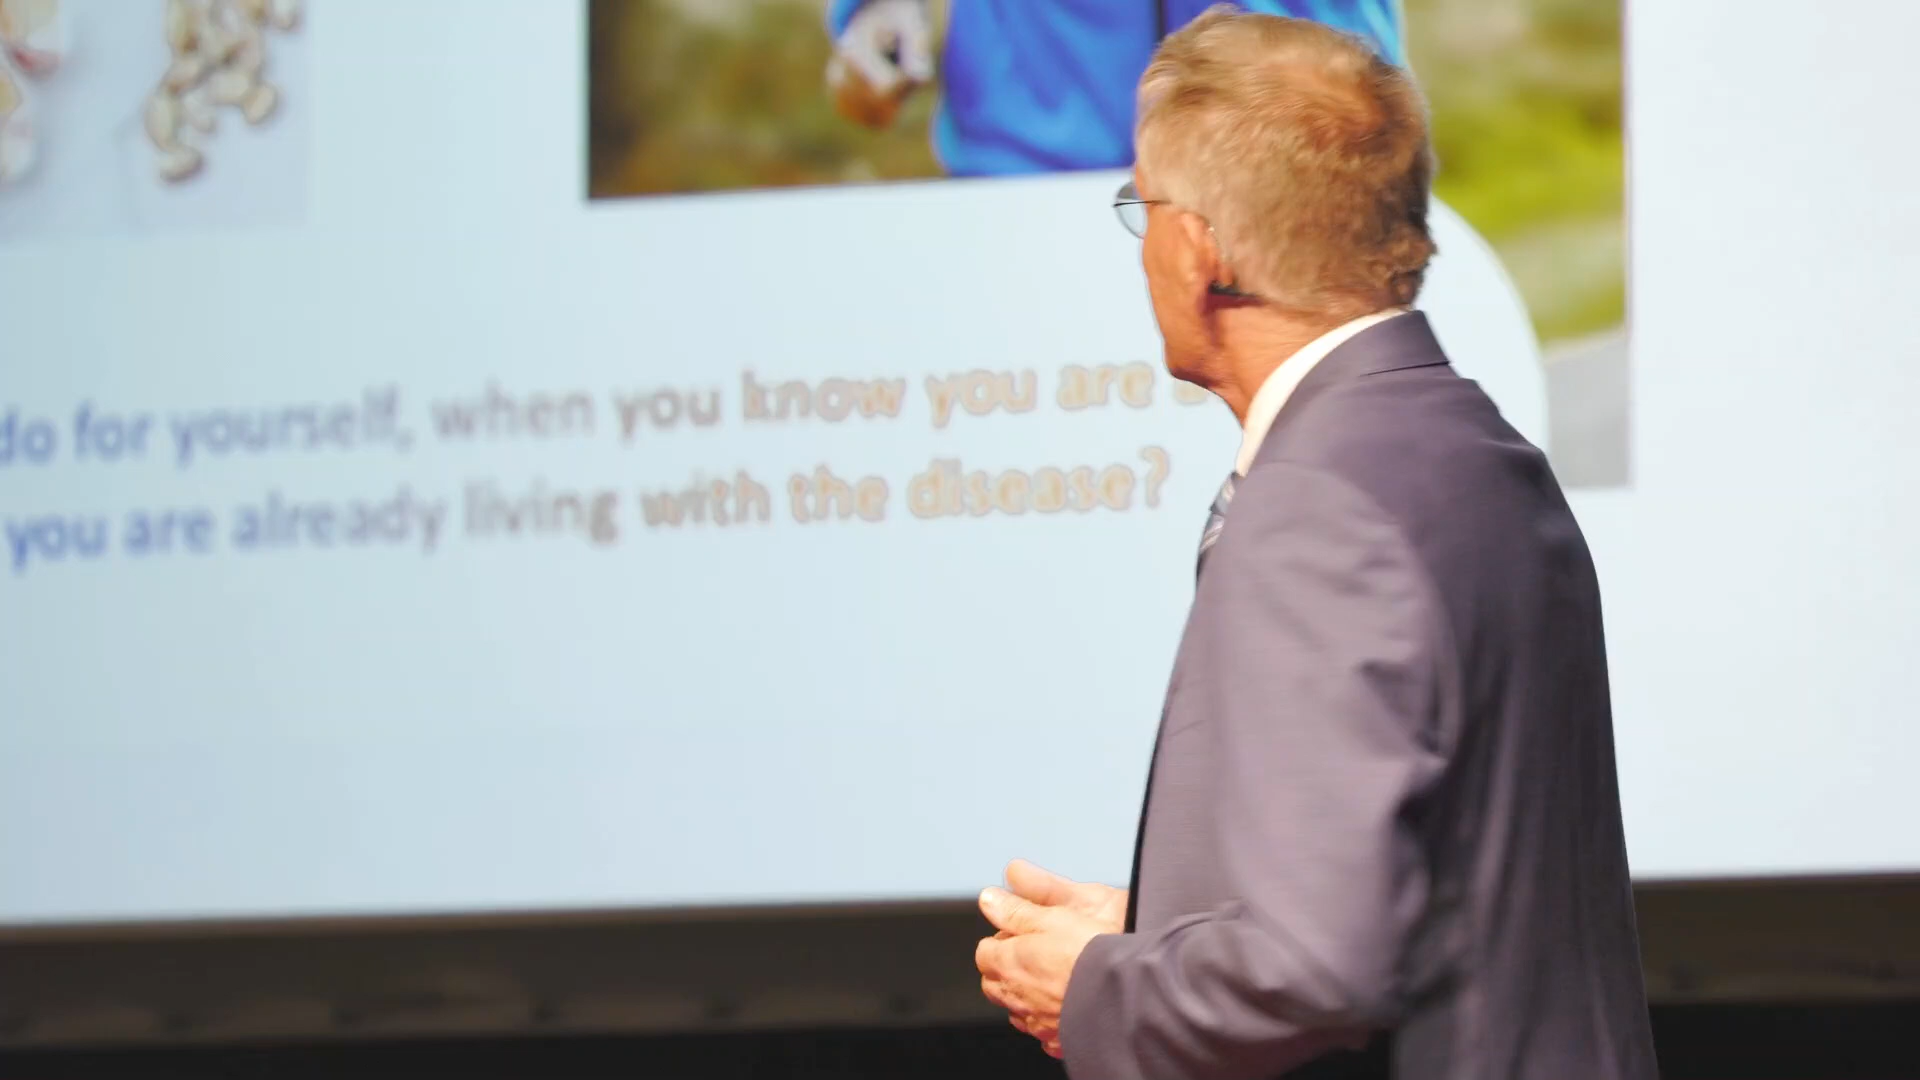 do for yourself, when you know you are
you are already living with the disease?